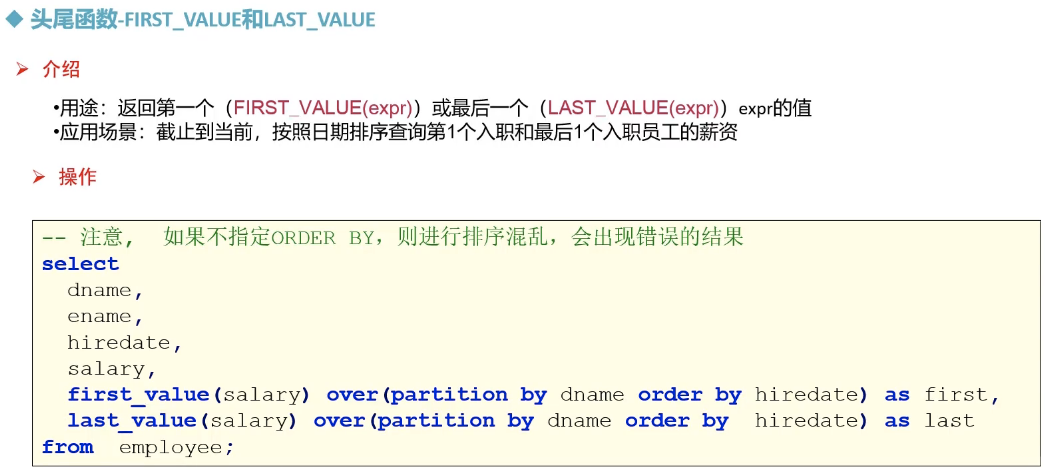 头尾函数-FIRST_VALUE和LAST_VALUE
介绍
•用途：返回第一个（FIRST_VALUE(expr)）或最后一个（LAST_VALUE(expr)）expr的值
•应用场景：截止到当前，按照日期排序查询第1个入职和最后1个入职员工的薪资
操作
-- 注意，  如果不指定ORDER BY，则进行排序混乱，会出现错误的结果
select
  dname,
  ename,
  hiredate,
  salary,
  first_value(salary) over(partition by dname order by hiredate) as first,
  last_value(salary) over(partition by dname order by  hiredate) as last
from  employee;